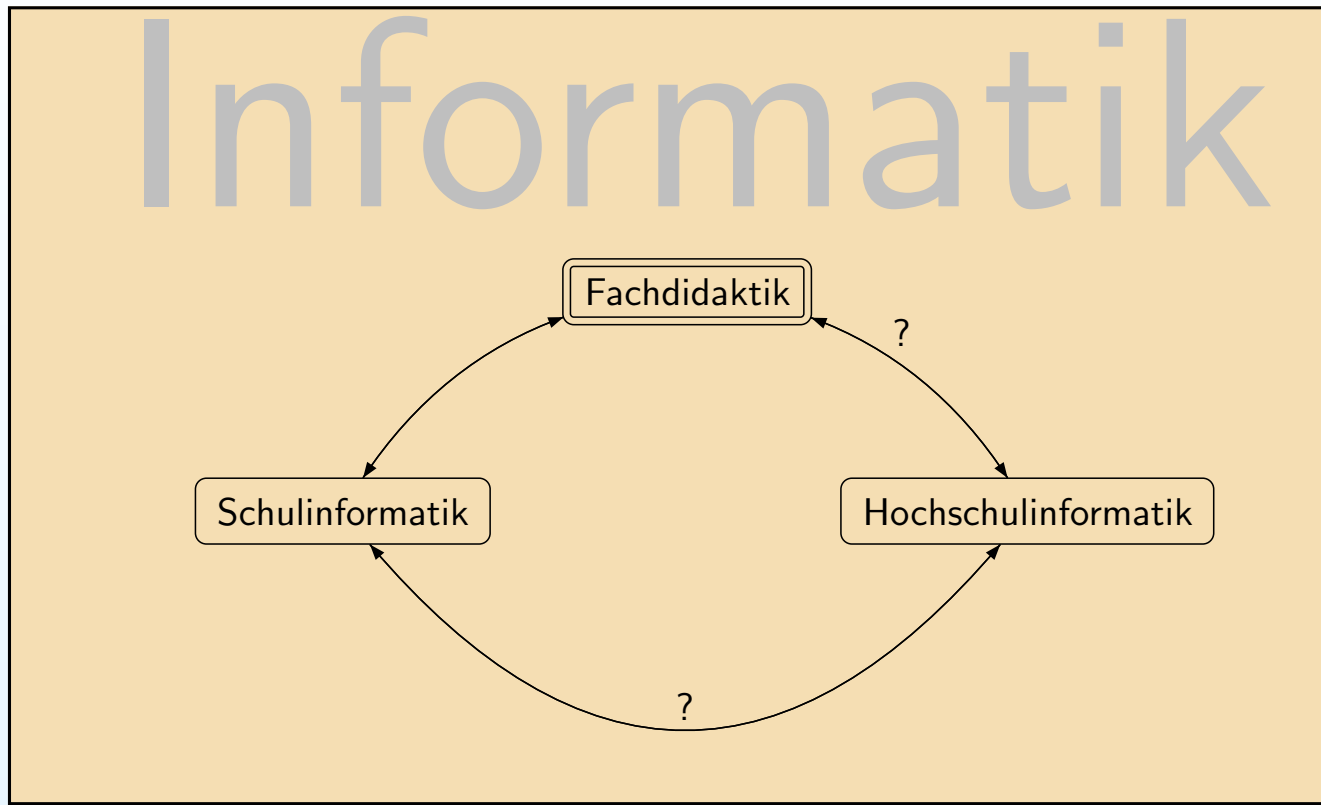 Informatik
Fachdidaktik
?
Schulinformatik
Hochschulinformatik
?